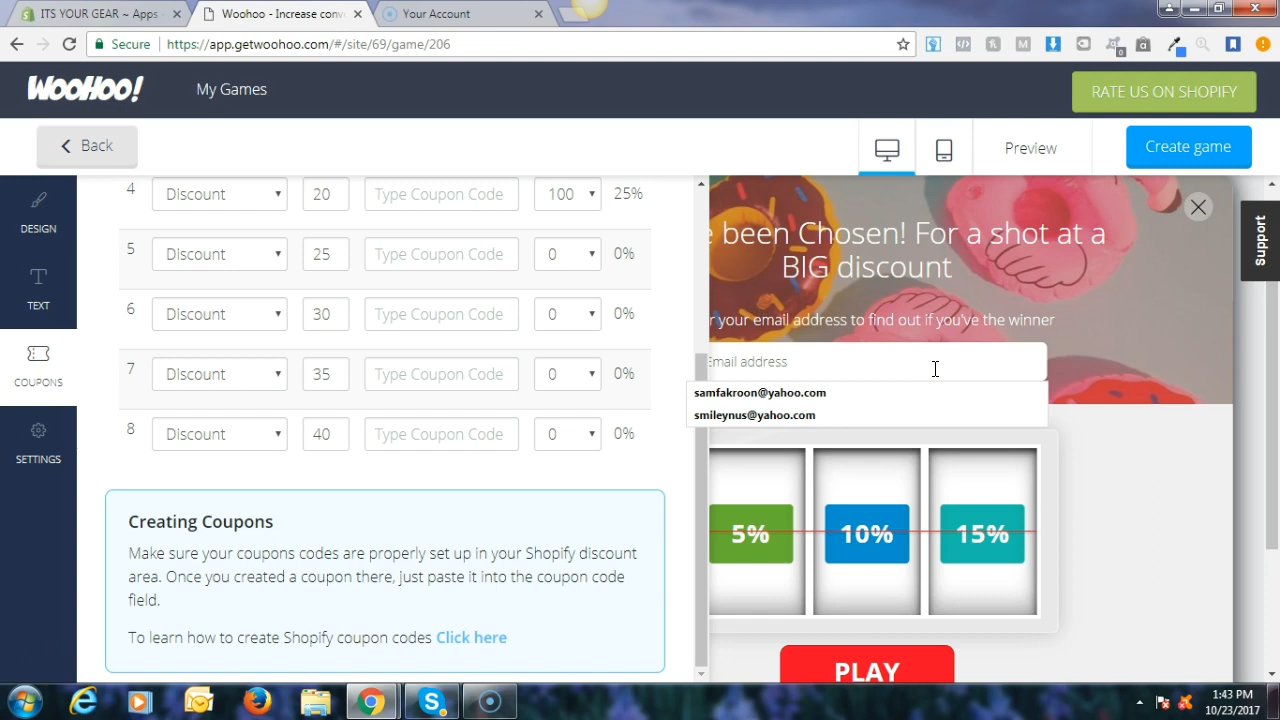 ITS YOUR GEAR ~ Apps
Woohoo - Increase conv
Your Account
Secure
https://app.getwoohoo.com/#/site/69/game/206
WooHoo!
My Games
RATE US ON SHOPIFY
Back
Preview
Create game
DESIGN
TEXT
COUPONS
SETTINGS
4 Discount 20 Type Coupon Code 100 25%
5 Discount 25 Type Coupon Code 0 0%
6 Discount 30 Type Coupon Code 0 0%
7 Discount 35 Type Coupon Code 0 0%
8 Discount 40 Type Coupon Code 0 0%
Creating Coupons
Make sure your coupons codes are properly set up in your Shopify discount
area. Once you created a coupon there, just paste it into the coupon code
field.
To learn how to create Shopify coupon codes Click here
e been Chosen! For a shot at a
BIG discount
r your email address to find out if you've the winner
Email address
samfakroon@yahoo.com
smileynus@yahoo.com
5% 10% 15%
PLAY
Support
1:43 PM
10/23/2017